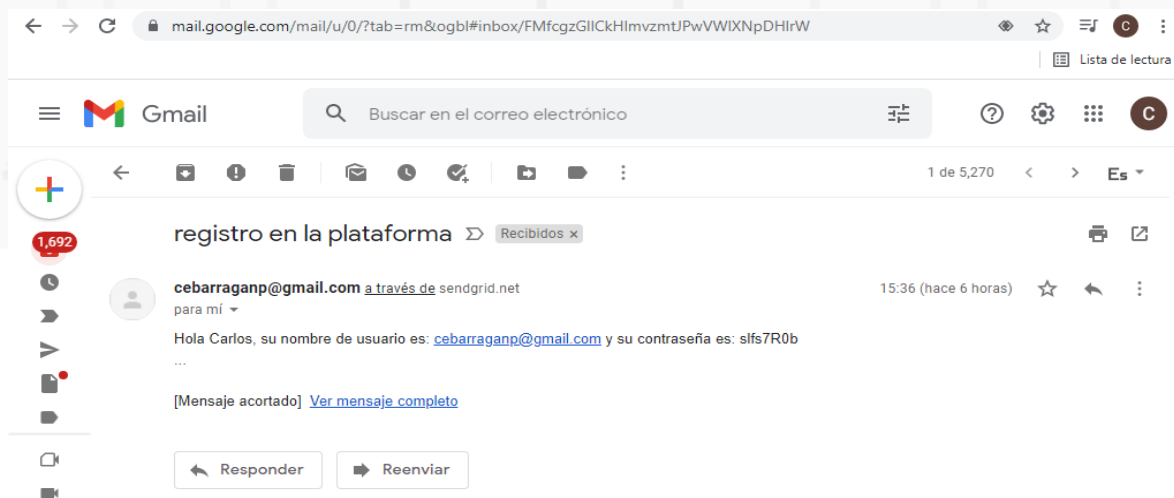 mail.google.com/mail/u/0/?tab=rm&ogbl#inbox/FMfcgzGllCkHlmvzmtJPwVWlXNpDHlrW
C
Lista de lectura
Gmail
Buscar en el correo electrónico
C
1 de 5,270
Es
registro en la plataforma
Recibidos x
1,692
cebarraganp@gmail.com a través de sendgrid.net
15:36 (hace 6 horas)
para mí
Hola Carlos, su nombre de usuario es: cebarraganp@gmail.com y su contraseña es: slfs7R0b
...
[Mensaje acortado] Ver mensaje completo
Responder
Reenviar